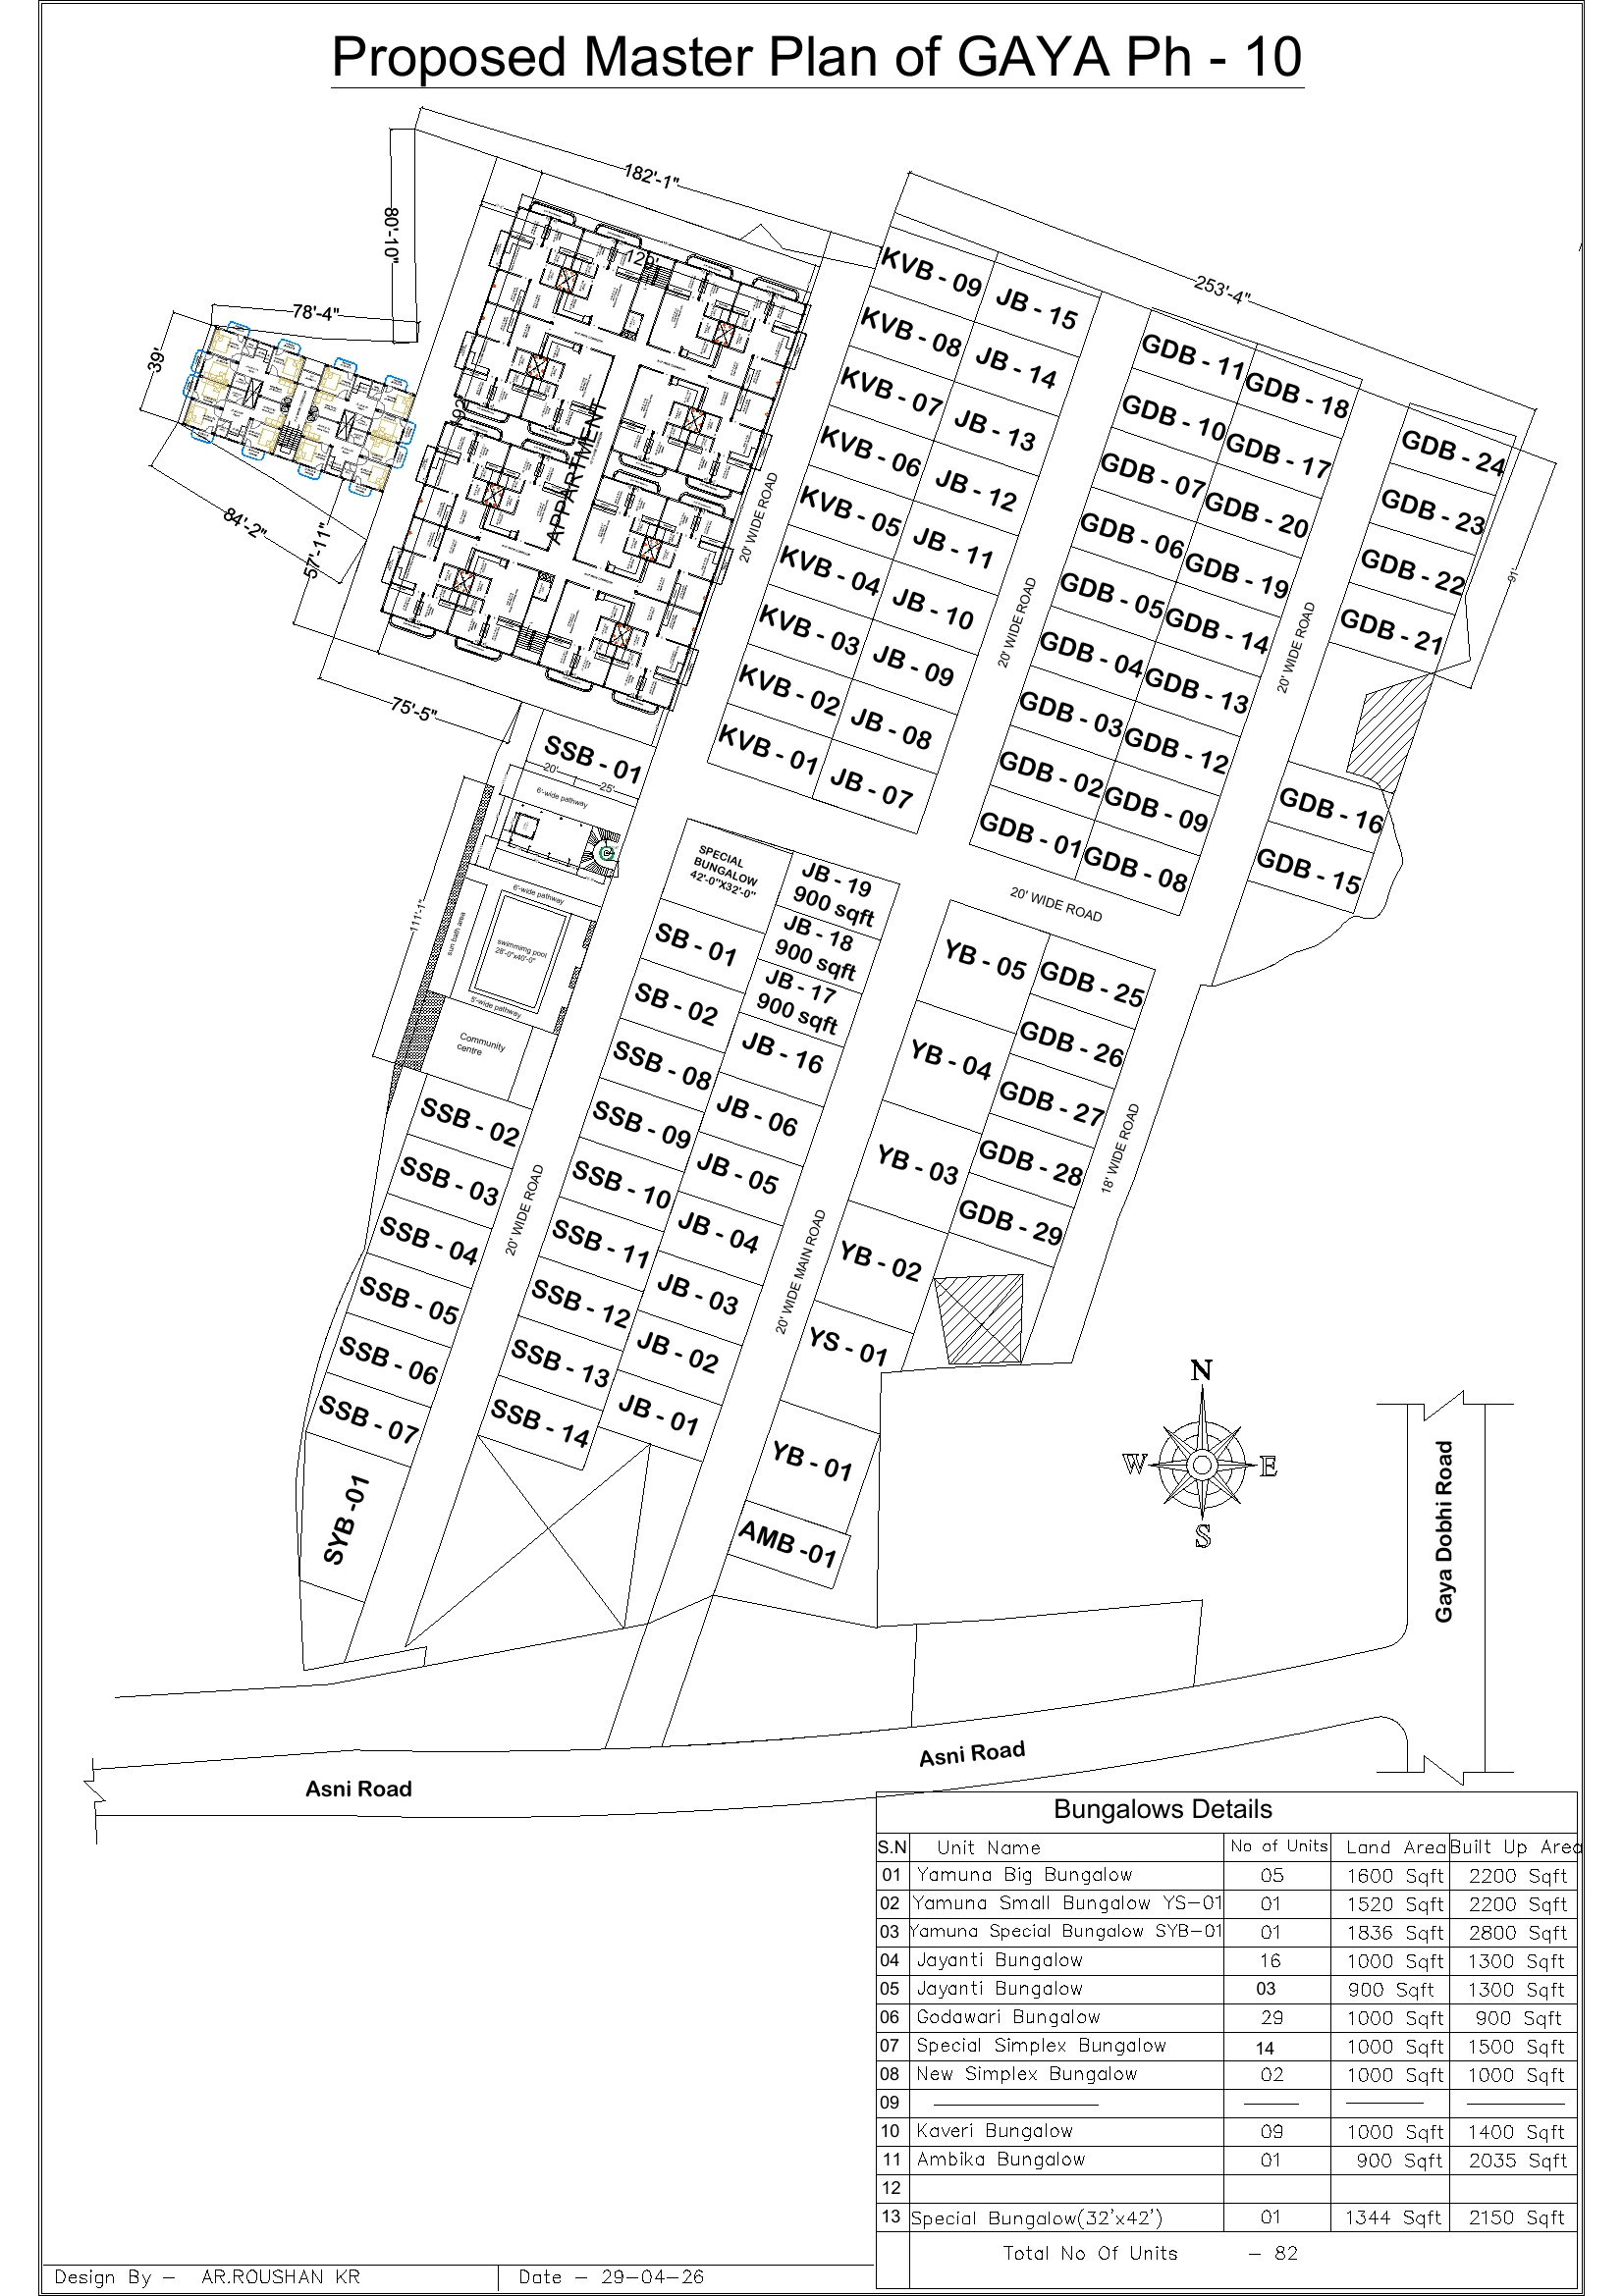 Proposed Master Plan of GAYA Ph - 10
182'-1"
80'-10"
129'
253'-4"
78'-4"
39'
84'-2"
57'-11"
75'-5"
92'
APPARTMENT
91'
KVB - 09
JB - 15
KVB - 08
JB - 14
KVB - 07
JB - 13
KVB - 06
JB - 12
KVB - 05
JB - 11
KVB - 04
JB - 10
KVB - 03
JB - 09
KVB - 02
JB - 08
KVB - 01
JB - 07
20' WIDE ROAD
20' WIDE ROAD
20' WIDE ROAD
GDB - 11
GDB - 18
GDB - 10
GDB - 17
GDB - 07
GDB - 20
GDB - 06
GDB - 19
GDB - 05
GDB - 14
GDB - 04
GDB - 13
GDB - 03
GDB - 12
GDB - 02
GDB - 09
GDB - 01
GDB - 08
GDB - 24
GDB - 23
GDB - 22
GDB - 21
GDB - 16
GDB - 15
20' WIDE ROAD
SSB - 01
20'
25'
6'-wide pathway
6'-wide pathway
111'-1"
sun bath area
swimming pool
28'-0"x40'-0"
5'-wide pathway
Community
centre
SPECIAL
BUNGALOW
42'-0"X32'-0"
JB - 19
900 sqft
JB - 18
900 sqft
JB - 17
900 sqft
SB - 01
SB - 02
JB - 16
SSB - 08
JB - 06
SSB - 09
JB - 05
SSB - 10
JB - 04
SSB - 11
JB - 03
SSB - 12
JB - 02
SSB - 13
JB - 01
SSB - 14
SSB - 02
SSB - 03
SSB - 04
SSB - 05
SSB - 06
SSB - 07
SYB -01
20' WIDE ROAD
20' WIDE MAIN ROAD
YB - 05
GDB - 25
GDB - 26
YB - 04
GDB - 27
GDB - 28
YB - 03
GDB - 29
YB - 02
YS - 01
YB - 01
AMB -01
18' WIDE ROAD
N
W
E
S
Gaya Dobhi Road
Asni Road
Asni Road
Bungalows Details
S.N Unit Name No of Units Land Area Built Up Area
01 Yamuna Big Bungalow 05 1600 Sqft 2200 Sqft
02 Yamuna Small Bungalow YS-01 01 1520 Sqft 2200 Sqft
03 Yamuna Special Bungalow SYB-01 01 1836 Sqft 2800 Sqft
04 Jayanti Bungalow 16 1000 Sqft 1300 Sqft
05 Jayanti Bungalow 03 900 Sqft 1300 Sqft
06 Godawari Bungalow 29 1000 Sqft 900 Sqft
07 Special Simplex Bungalow 14 1000 Sqft 1500 Sqft
08 New Simplex Bungalow 02 1000 Sqft 1000 Sqft
09
10 Kaveri Bungalow 09 1000 Sqft 1400 Sqft
11 Ambika Bungalow 01 900 Sqft 2035 Sqft
12
13 Special Bungalow(32'x42') 01 1344 Sqft 2150 Sqft
Total No Of Units - 82
Design By - AR.ROUSHAN KR
Date - 29-04-26